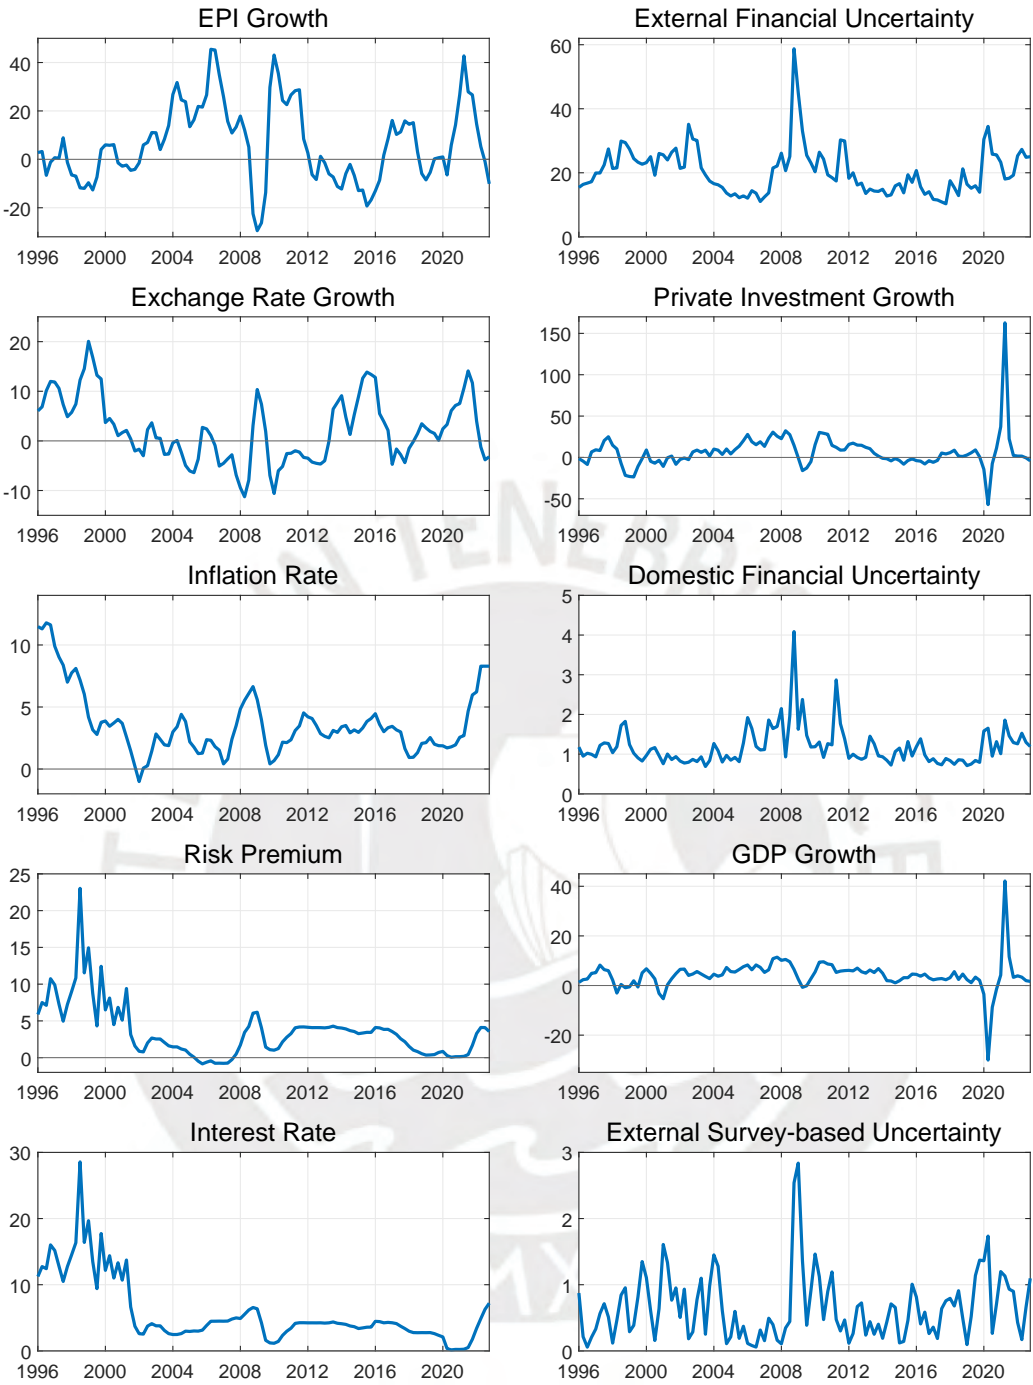 EPI Growth
40
20
0
-20
1996 2000 2004 2008 2012 2016 2020
External Financial Uncertainty
60
40
20
0
1996 2000 2004 2008 2012 2016 2020
Exchange Rate Growth
20
10
0
-10
1996 2000 2004 2008 2012 2016 2020
Private Investment Growth
150
100
50
0
-50
1996 2000 2004 2008 2012 2016 2020
Inflation Rate
10
5
0
1996 2000 2004 2008 2012 2016 2020
Domestic Financial Uncertainty
5
4
3
2
1
0
1996 2000 2004 2008 2012 2016 2020
Risk Premium
25
20
15
10
5
0
1996 2000 2004 2008 2012 2016 2020
GDP Growth
40
20
0
-20
1996 2000 2004 2008 2012 2016 2020
Interest Rate
30
20
10
0
1996 2000 2004 2008 2012 2016 2020
External Survey-based Uncertainty
3
2
1
0
1996 2000 2004 2008 2012 2016 2020